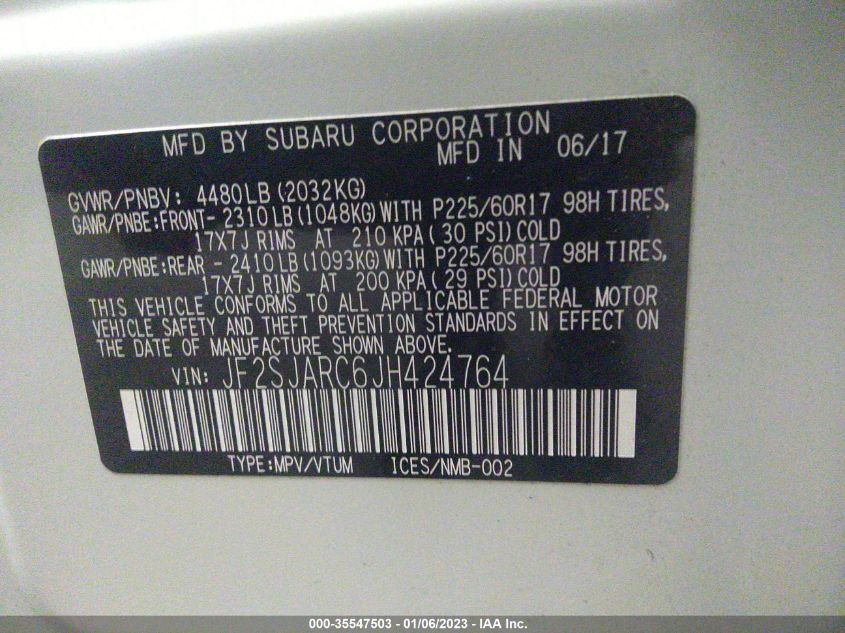 MFD BY SUBARU CORPORATION
MFD IN 06/17
GVWR/PNBV: 4480LB (2032KG)
GAWR/PNBE:FRONT- 2310LB (1048KG) WITH P225/60R17 98H TIRES,
17X7J RIMS AT 210 KPA( 30 PSI)COLD
GAWR/PNBE:REAR - 2410LB (1093KG) WITH P225/60R17 98H TIRES,
17X7J RIMS AT 200 KPA( 29 PSI)COLD
THIS VEHICLE CONFORMS TO ALL APPLICABLE FEDERAL MOTOR
VEHICLE SAFETY AND THEFT PREVENTION STANDARDS IN EFFECT ON
THE DATE OF MANUFACTURE SHOWN ABOVE.
VIN: JF2SJARC6JH424764
TYPE:MPV/VTUM ICES/NMB-002
000-35547503 - 01/06/2023 - IAA Inc.